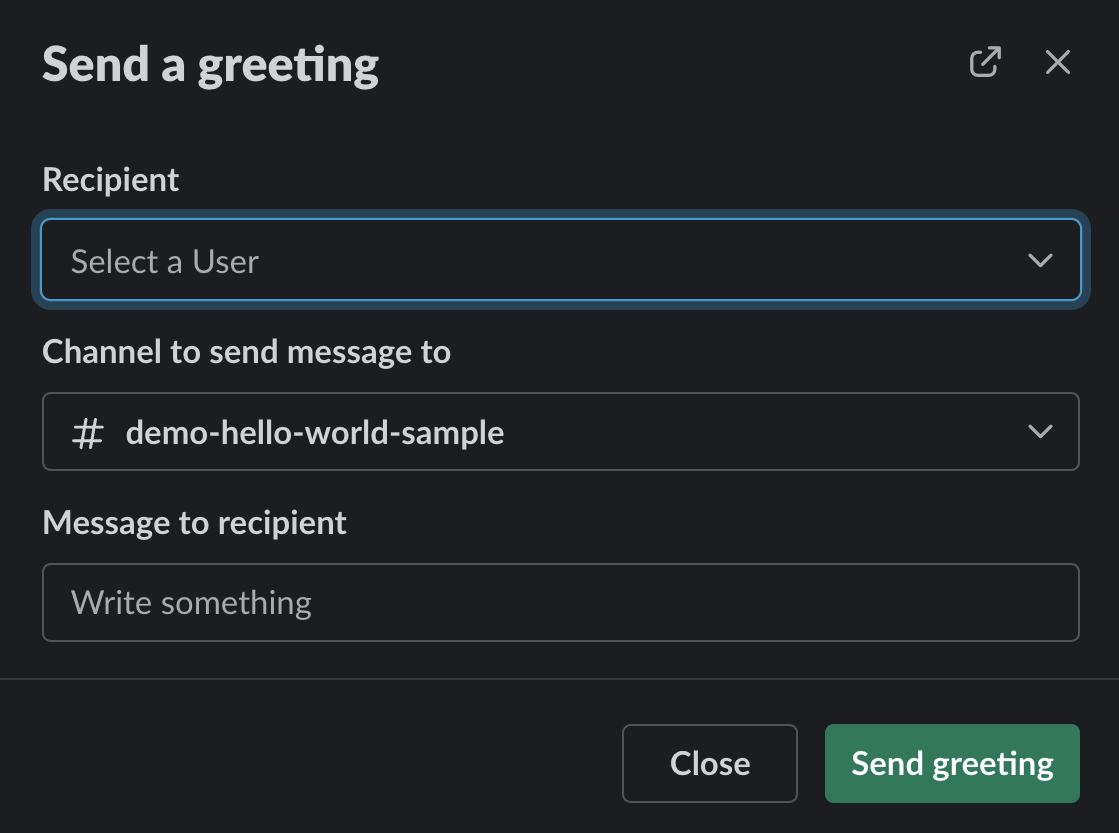 Send a greeting
Recipient
Select a User
Channel to send message to
# demo-hello-world-sample
Message to recipient
Write something
Close
Send greeting